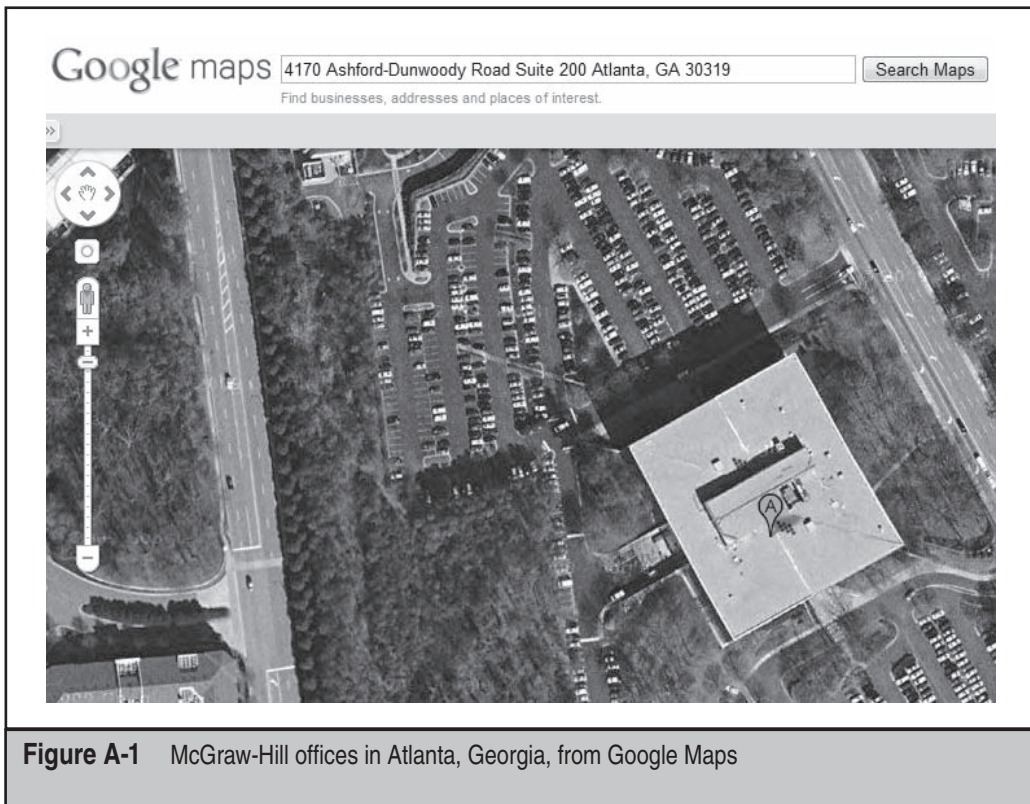 Google maps
4170 Ashford-Dunwoody Road Suite 200 Atlanta, GA 30319
Search Maps
Find businesses, addresses and places of interest.
»
A
Figure A-1 McGraw-Hill offices in Atlanta, Georgia, from Google Maps